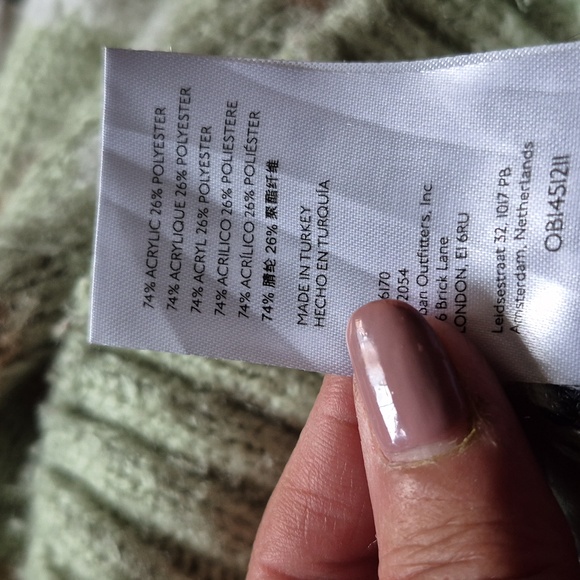 74% ACRYLIC 26% POLYESTER
74% ACRYLIQUE 26% POLYESTER
74% ACRYL 26% POLYESTER
74% ACRILICO 26% POLIESTERE
74% ACRÍLICO 26% POLIÉSTER
74% 腈纶 26% 聚酯纤维
MADE IN TURKEY
HECHO EN TURQUÍA
6170
2054
ban Outfitters, Inc.
6 Brick Lane
LONDON, E1 6RU
Leidsestraat 32, 1017 PB
Amsterdam, Netherlands
OB1451211